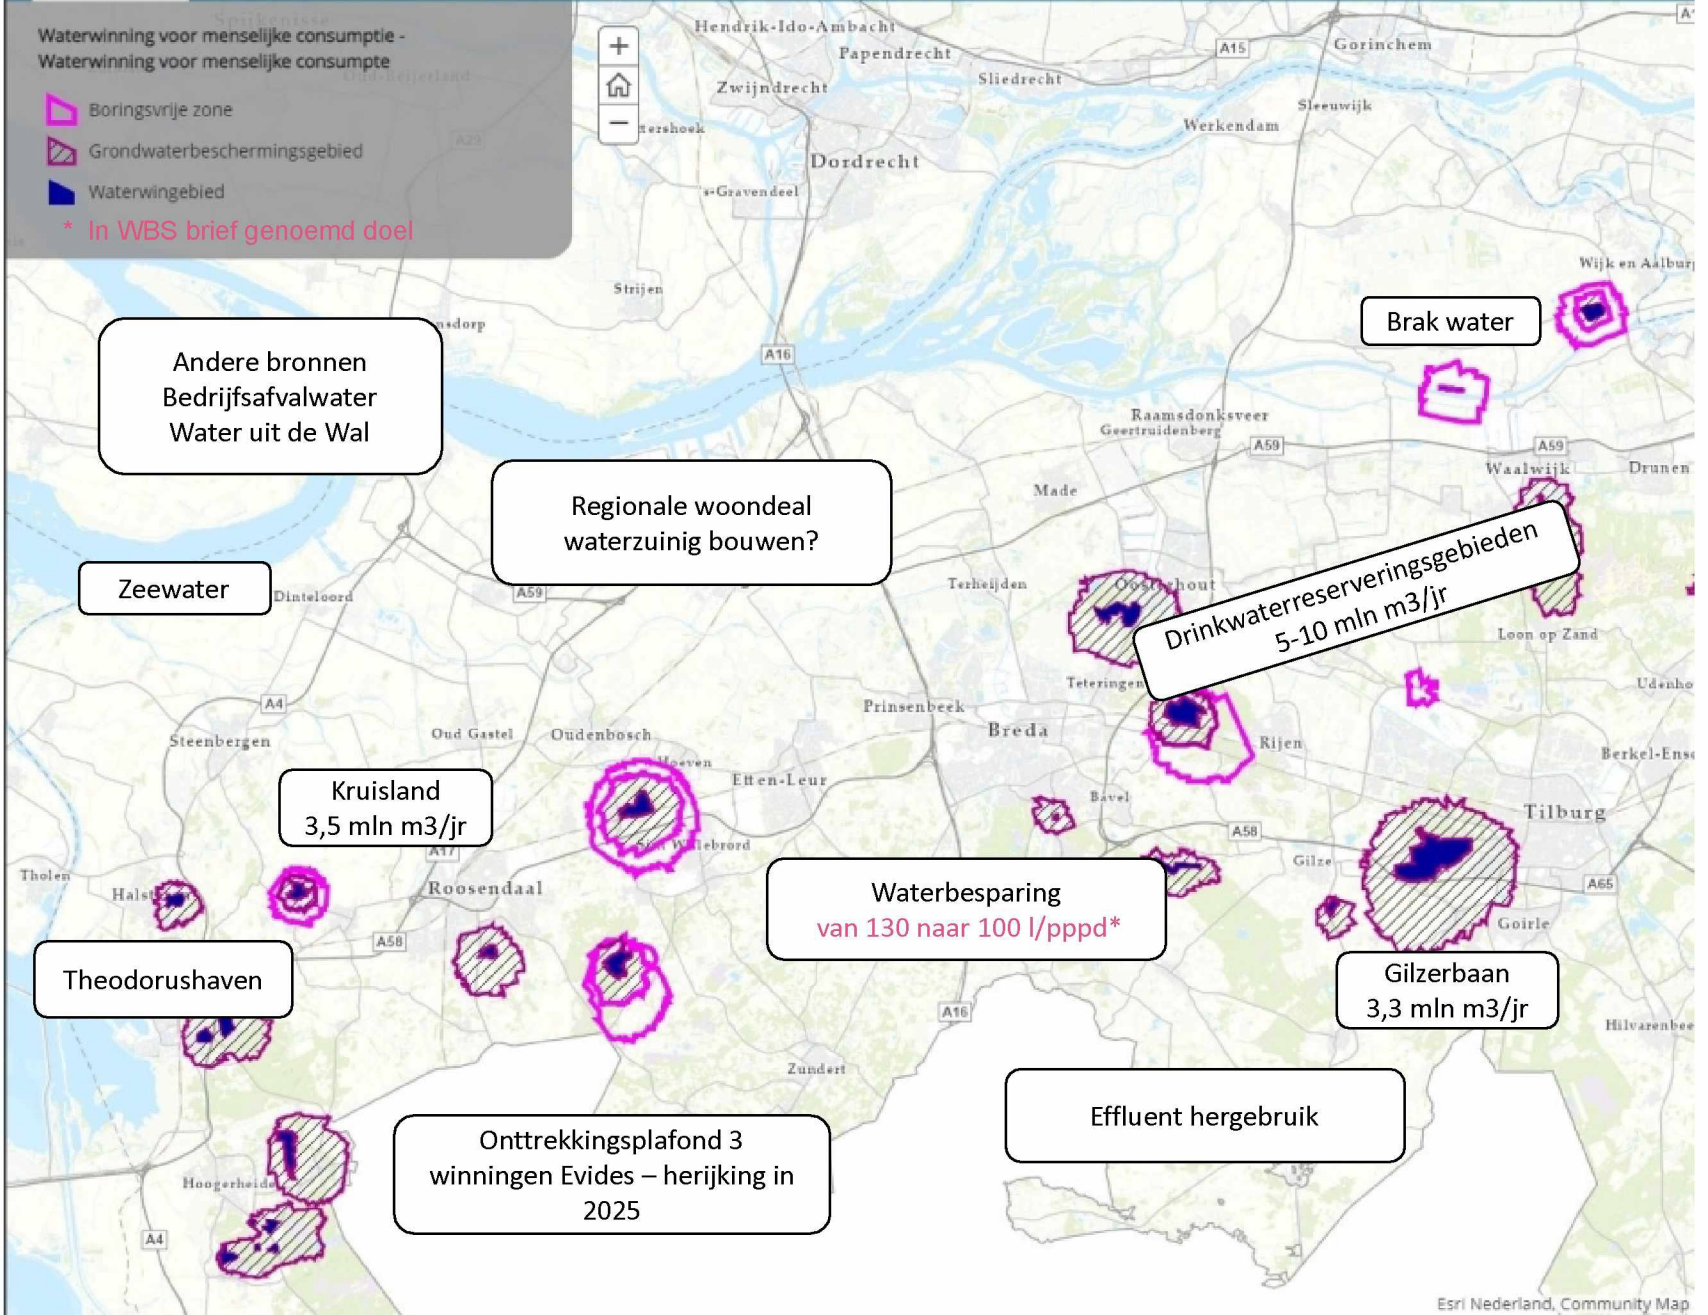 Waterwinning voor menselijke consumptie -
Waterwinning voor menselijke consumpte
Boringsvrije zone
Grondwaterbeschermingsgebied
Waterwingebied
* In WBS brief genoemd doel
Spijkenisse
Oud-Beijerland
A29
+
−
Hendrik-Ido-Ambacht
Papendrecht
A15
Gorinchem
Zwijndrecht
Sliedrecht
Sleeuwijk
Werkendam
Dordrecht
s-Gravendeel
Wijk en Aalburg
Strijen
Brak water
Andere bronnen
Bedrijfsafvalwater
Water uit de Wal
A16
Raamsdonksveer
Geertruidenberg
A59
A59
Waalwijk
Drunen
Made
Regionale woondeal
waterzuinig bouwen?
Drinkwaterreserveringsgebieden
5-10 mln m3/jr
Zeewater
Dinteloord
A59
Terheijden
Oosterhout
Loon op Zand
Teteringen
A4
Prinsenbeek
Breda
Rijen
Steenbergen
Oud Gastel
Oudenbosch
Hoeven
Etten-Leur
Kruisland
3,5 mln m3/jr
Bavel
Tilburg
A58
A17
Gilze
Tholen
Roosendaal
A65
Waterbesparing
van 130 naar 100 l/pppd*
Goirle
A58
Theodorushaven
Gilzerbaan
3,3 mln m3/jr
A16
Zundert
Effluent hergebruik
Onttrekkingsplafond 3
winningen Evides – herijking in
2025
Hoogerheide
A4
Esri Nederland, Community Map